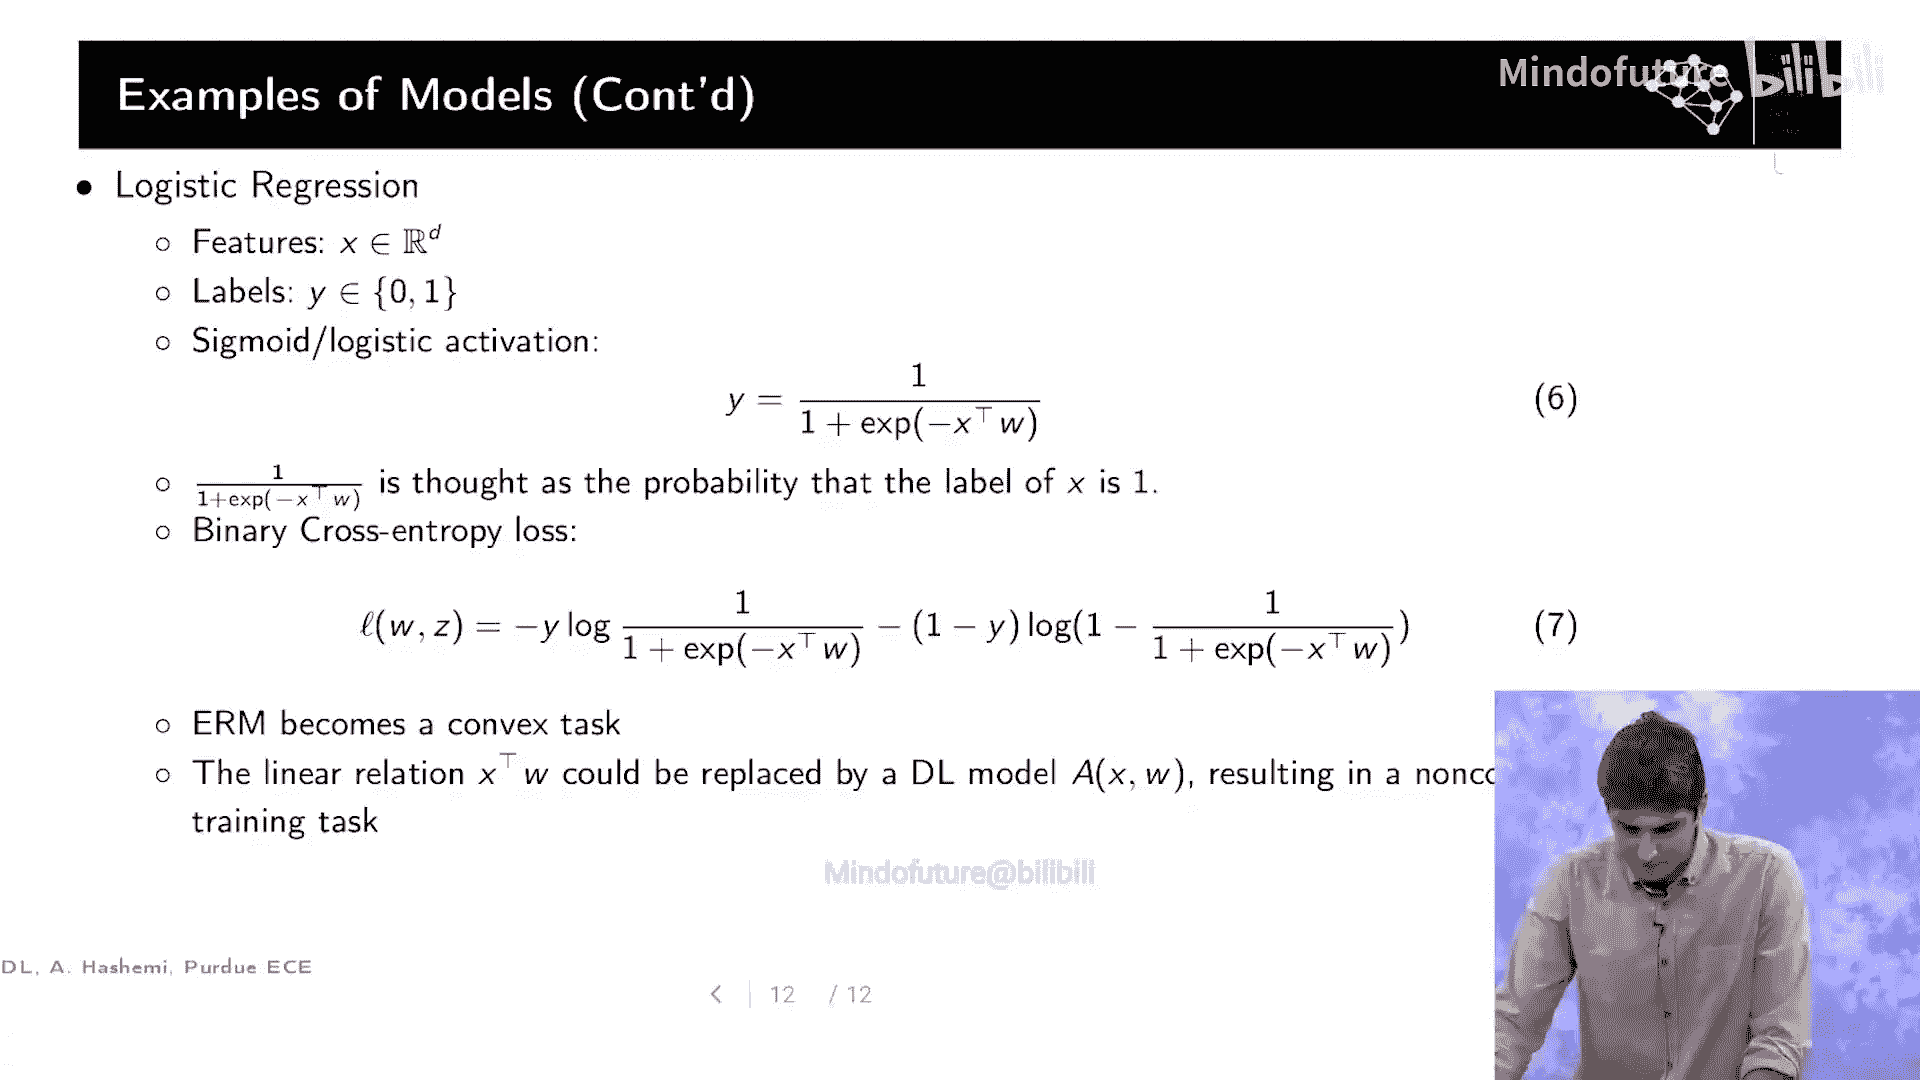 Examples of Models (Cont'd)
Mindofuture
bilibili
• Logistic Regression
◦ Features: x ∈ ℝ^d
◦ Labels: y ∈ {0, 1}
◦ Sigmoid/logistic activation:
y = 1 / (1 + exp(−x^⊤ w)) (6)
◦ 1 / (1+exp(−x^⊤ w)) is thought as the probability that the label of x is 1.
◦ Binary Cross-entropy loss:
ℓ(w, z) = −y log 1 / (1 + exp(−x^⊤ w)) − (1 − y) log(1 − 1 / (1 + exp(−x^⊤ w))) (7)
◦ ERM becomes a convex task
◦ The linear relation x^⊤ w could be replaced by a DL model A(x, w), resulting in a nonc
training task
Mindofuture@bilibili
DL, A. Hashemi, Purdue ECE
< 12 / 12